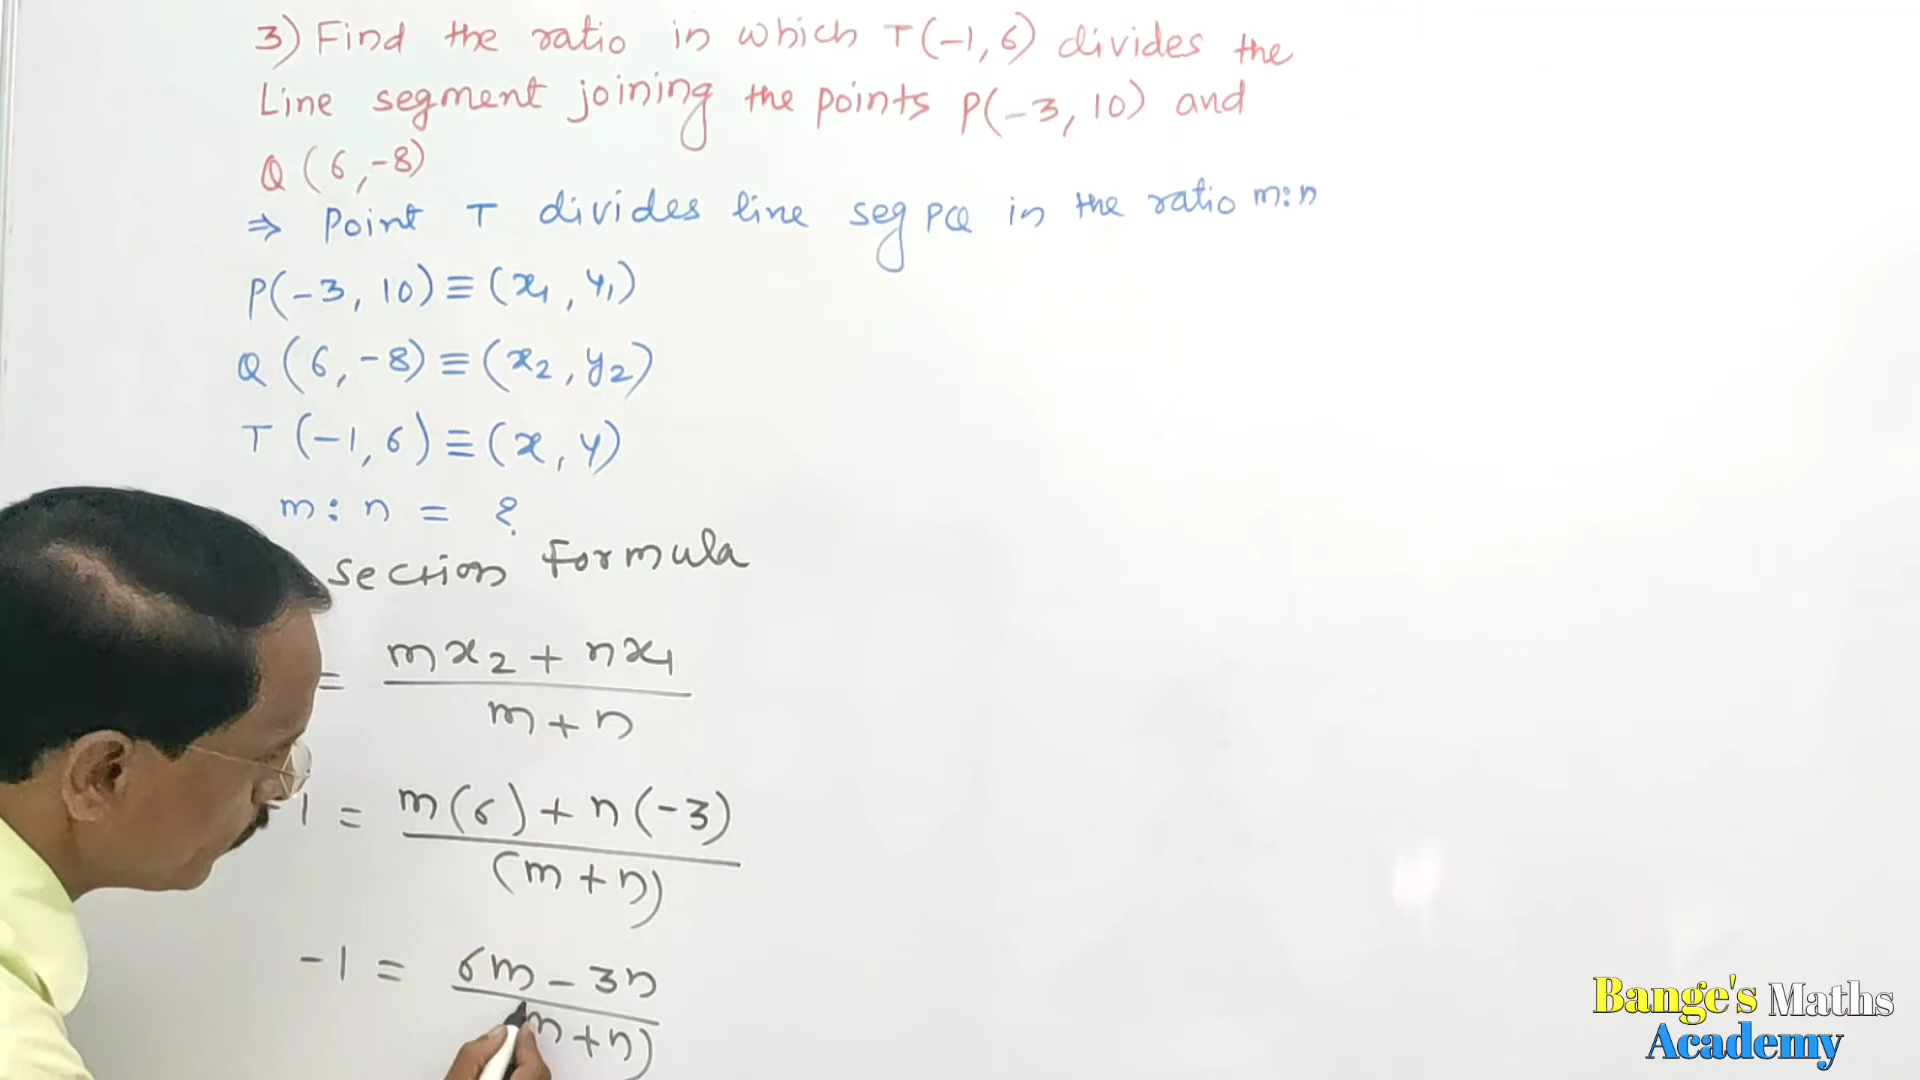 3) Find the ratio in which T(-1, 6) divides the
Line segment joining the points P(-3, 10) and
Q (6, -8)
⇒ Point T divides line seg PQ in the ratio m:n
P(-3, 10) ≡ (x₁, y₁)
Q (6, -8) ≡ (x₂, y₂)
T (-1, 6) ≡ (x, y)
m : n = ?
section Formula
= mx₂ + nx₁
m + n
-1 = m(6) + n(-3)
(m + n)
-1 = 6m - 3n
m + n)
Bange's Maths
Academy